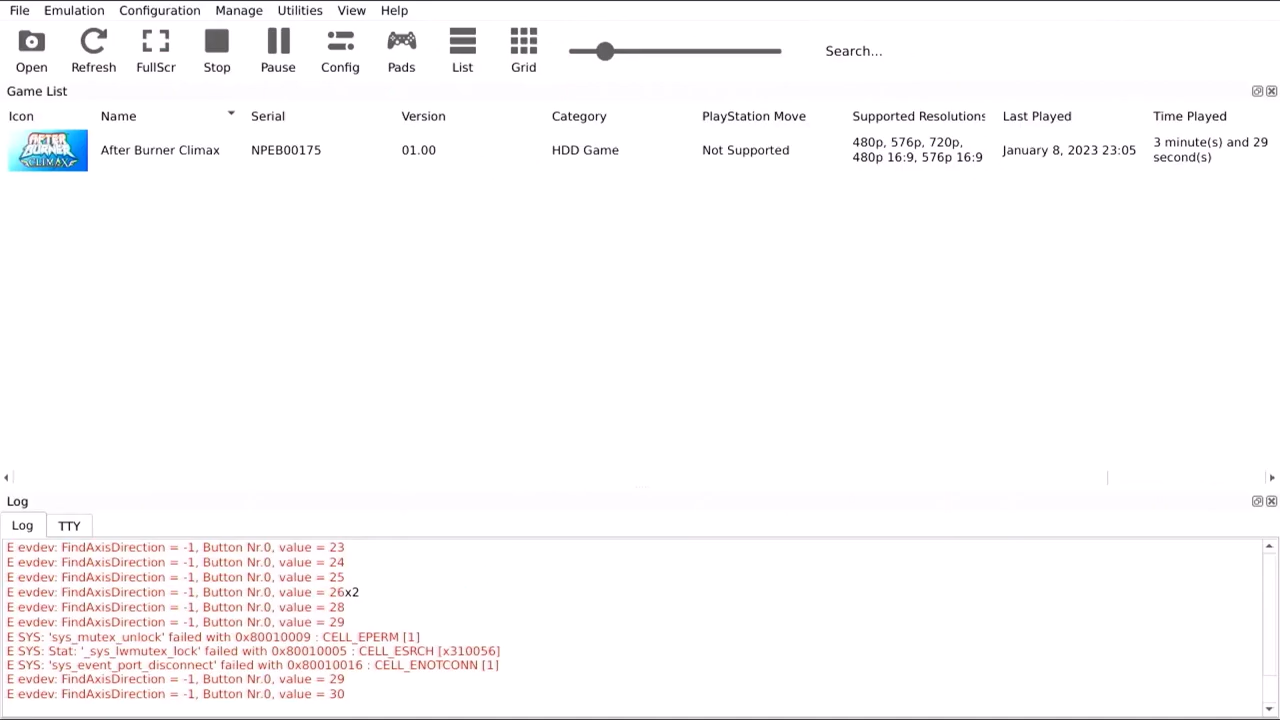 File Emulation Configuration Manage Utilities View Help
Open Refresh FullScr Stop Pause Config Pads List Grid Search...
Game List
Icon Name Serial Version Category PlayStation Move Supported Resolutions Last Played Time Played
AFTER BURNER CLIMAX After Burner Climax NPEB00175 01.00 HDD Game Not Supported 480p, 576p, 720p, January 8, 2023 23:05 3 minute(s) and 29
480p 16:9, 576p 16:9 second(s)
Log
Log TTY
E evdev: FindAxisDirection = -1, Button Nr.0, value = 23
E evdev: FindAxisDirection = -1, Button Nr.0, value = 24
E evdev: FindAxisDirection = -1, Button Nr.0, value = 25
E evdev: FindAxisDirection = -1, Button Nr.0, value = 26x2
E evdev: FindAxisDirection = -1, Button Nr.0, value = 28
E evdev: FindAxisDirection = -1, Button Nr.0, value = 29
E SYS: 'sys_mutex_unlock' failed with 0x80010009 : CELL_EPERM [1]
E SYS: Stat: '_sys_lwmutex_lock' failed with 0x80010005 : CELL_ESRCH [x310056]
E SYS: 'sys_event_port_disconnect' failed with 0x80010016 : CELL_ENOTCONN [1]
E evdev: FindAxisDirection = -1, Button Nr.0, value = 29
E evdev: FindAxisDirection = -1, Button Nr.0, value = 30